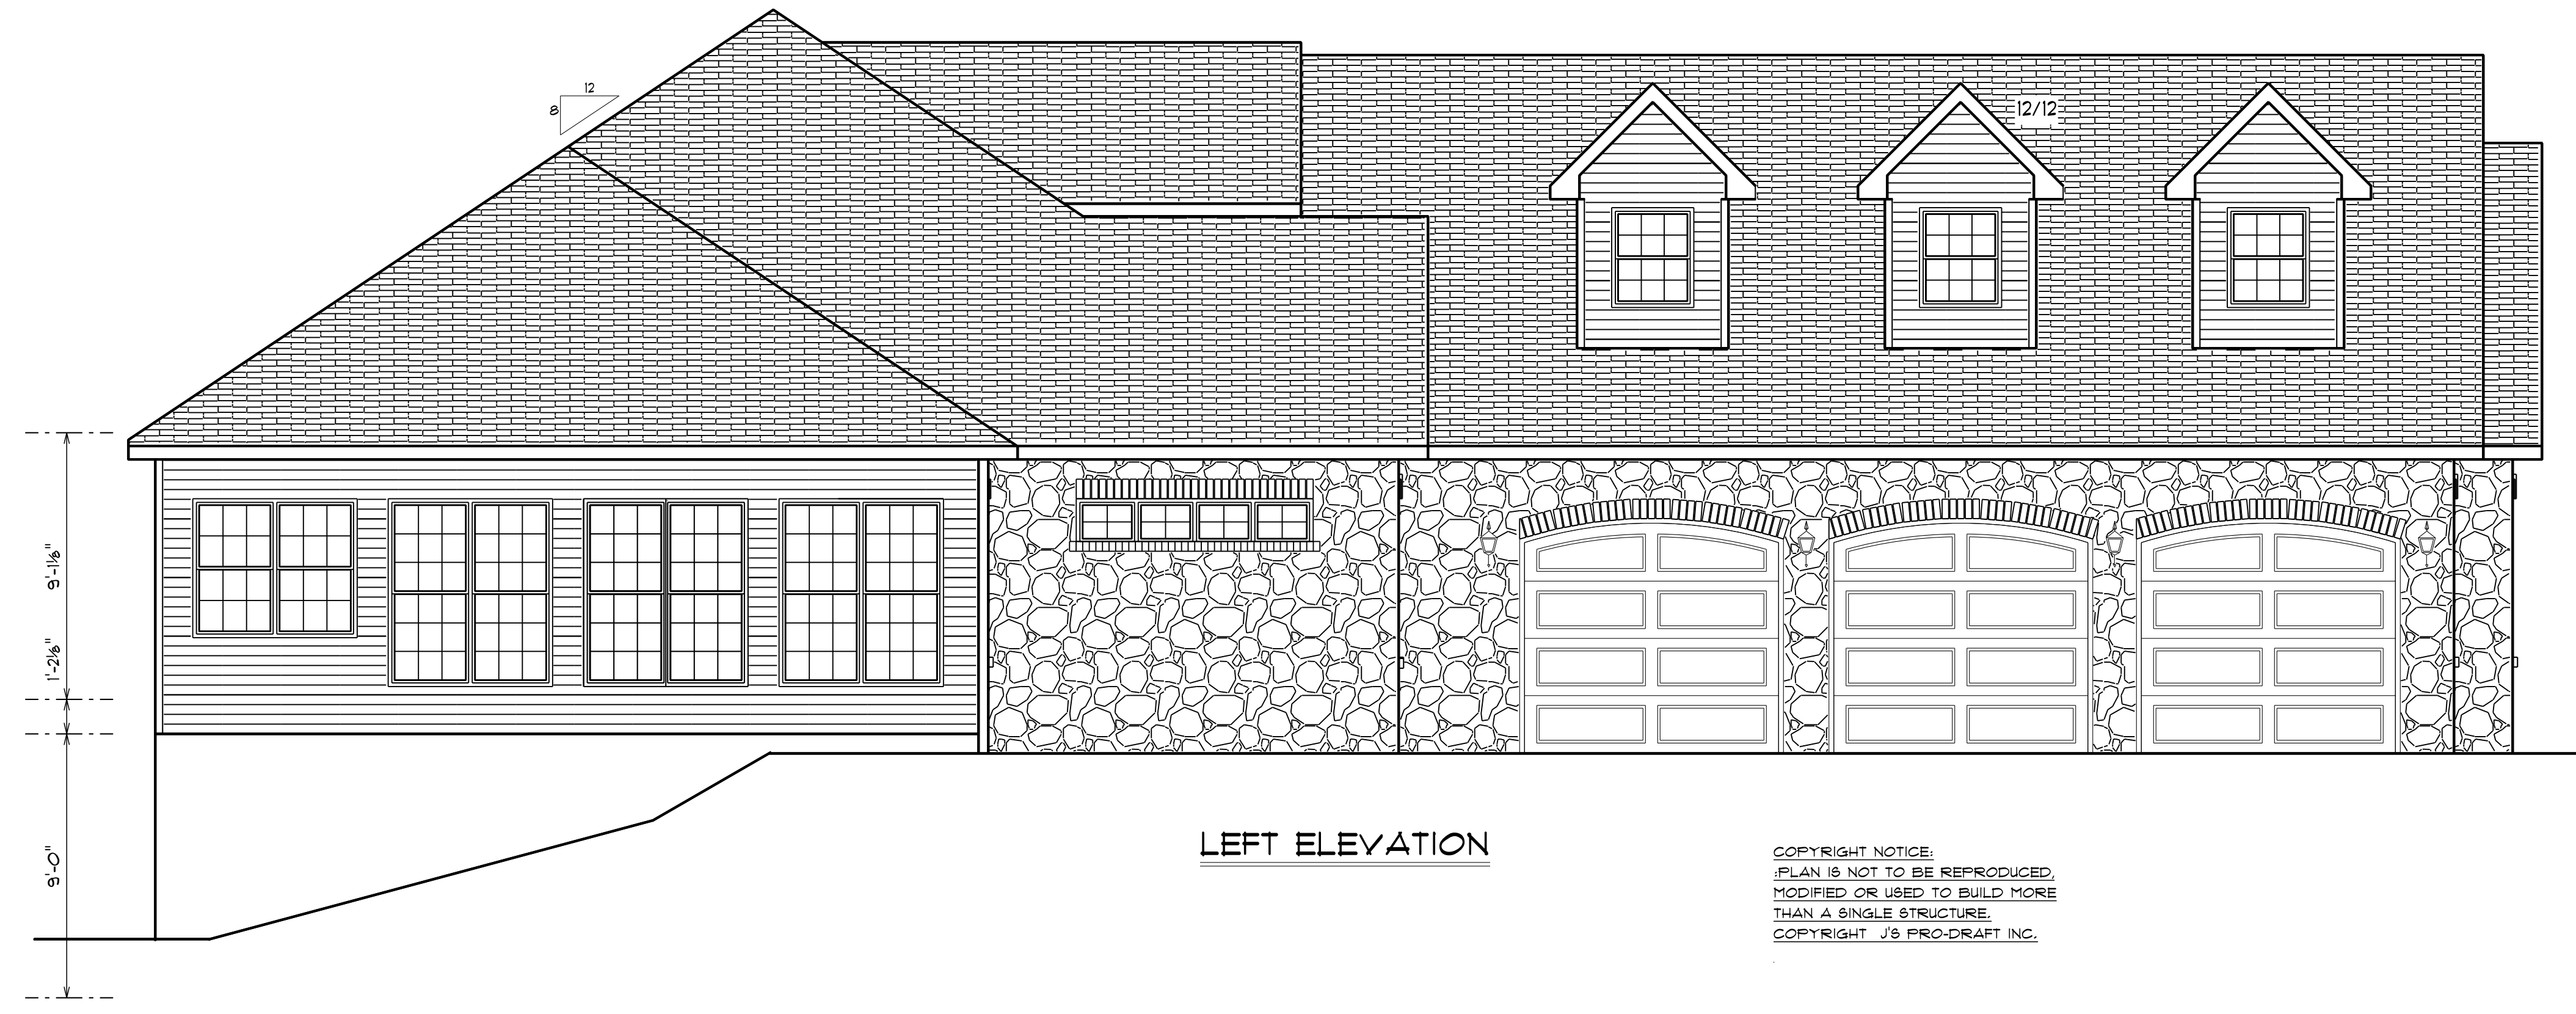 12
8
12/12
9'-1⅛"
1'-2⅛"
9'-0"
LEFT ELEVATION
COPYRIGHT NOTICE:
:PLAN IS NOT TO BE REPRODUCED,
MODIFIED OR USED TO BUILD MORE
THAN A SINGLE STRUCTURE.
COPYRIGHT J'S PRO-DRAFT INC.